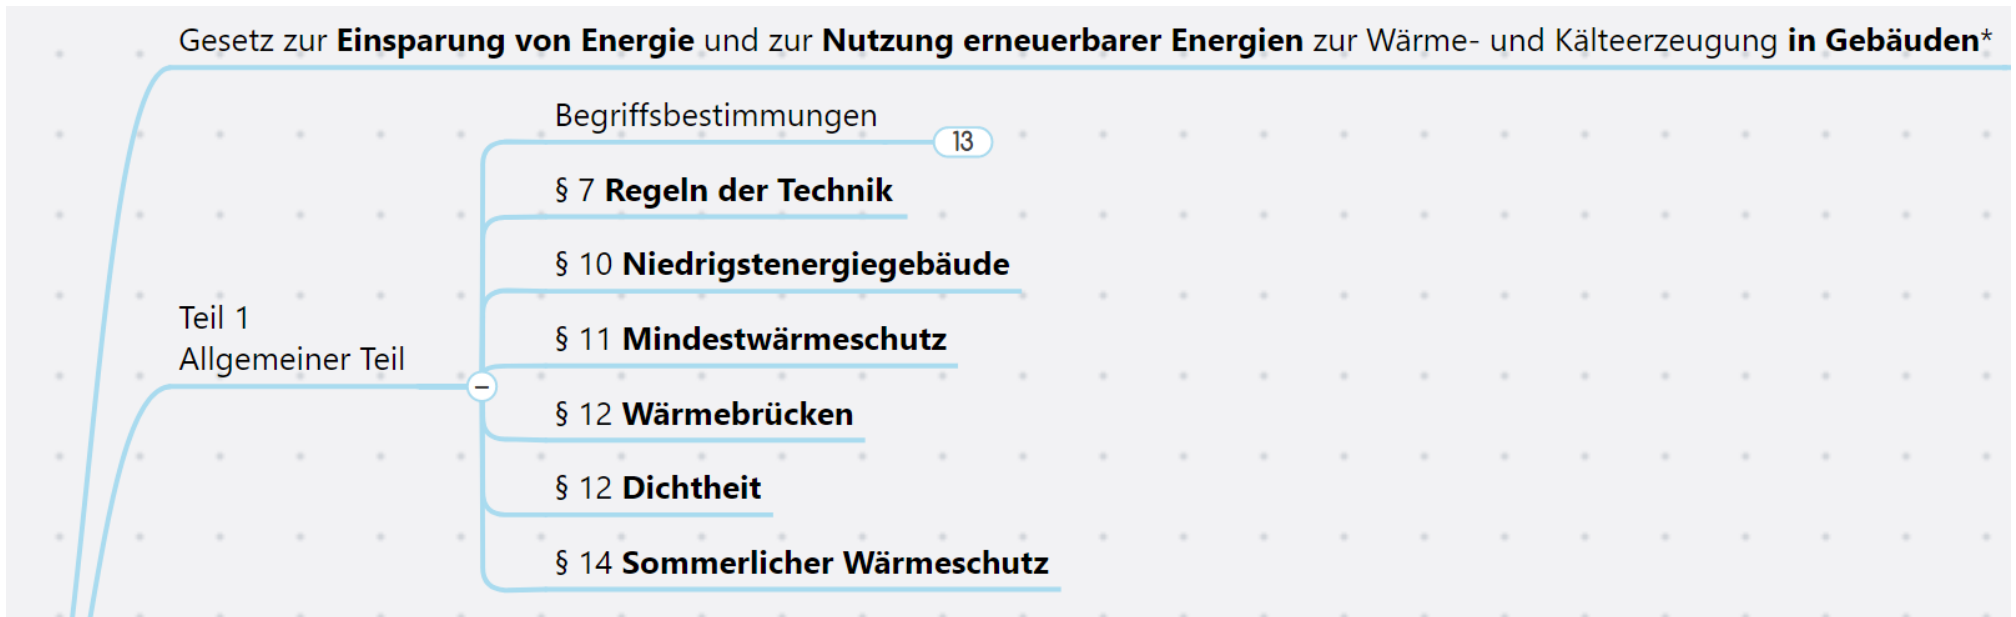 Gesetz zur Einsparung von Energie und zur Nutzung erneuerbarer Energien zur Wärme- und Kälteerzeugung in Gebäuden*
Begriffsbestimmungen
13
§ 7 Regeln der Technik
§ 10 Niedrigstenergiegebäude
§ 11 Mindestwärmeschutz
Teil 1
Allgemeiner Teil
§ 12 Wärmebrücken
§ 12 Dichtheit
§ 14 Sommerlicher Wärmeschutz